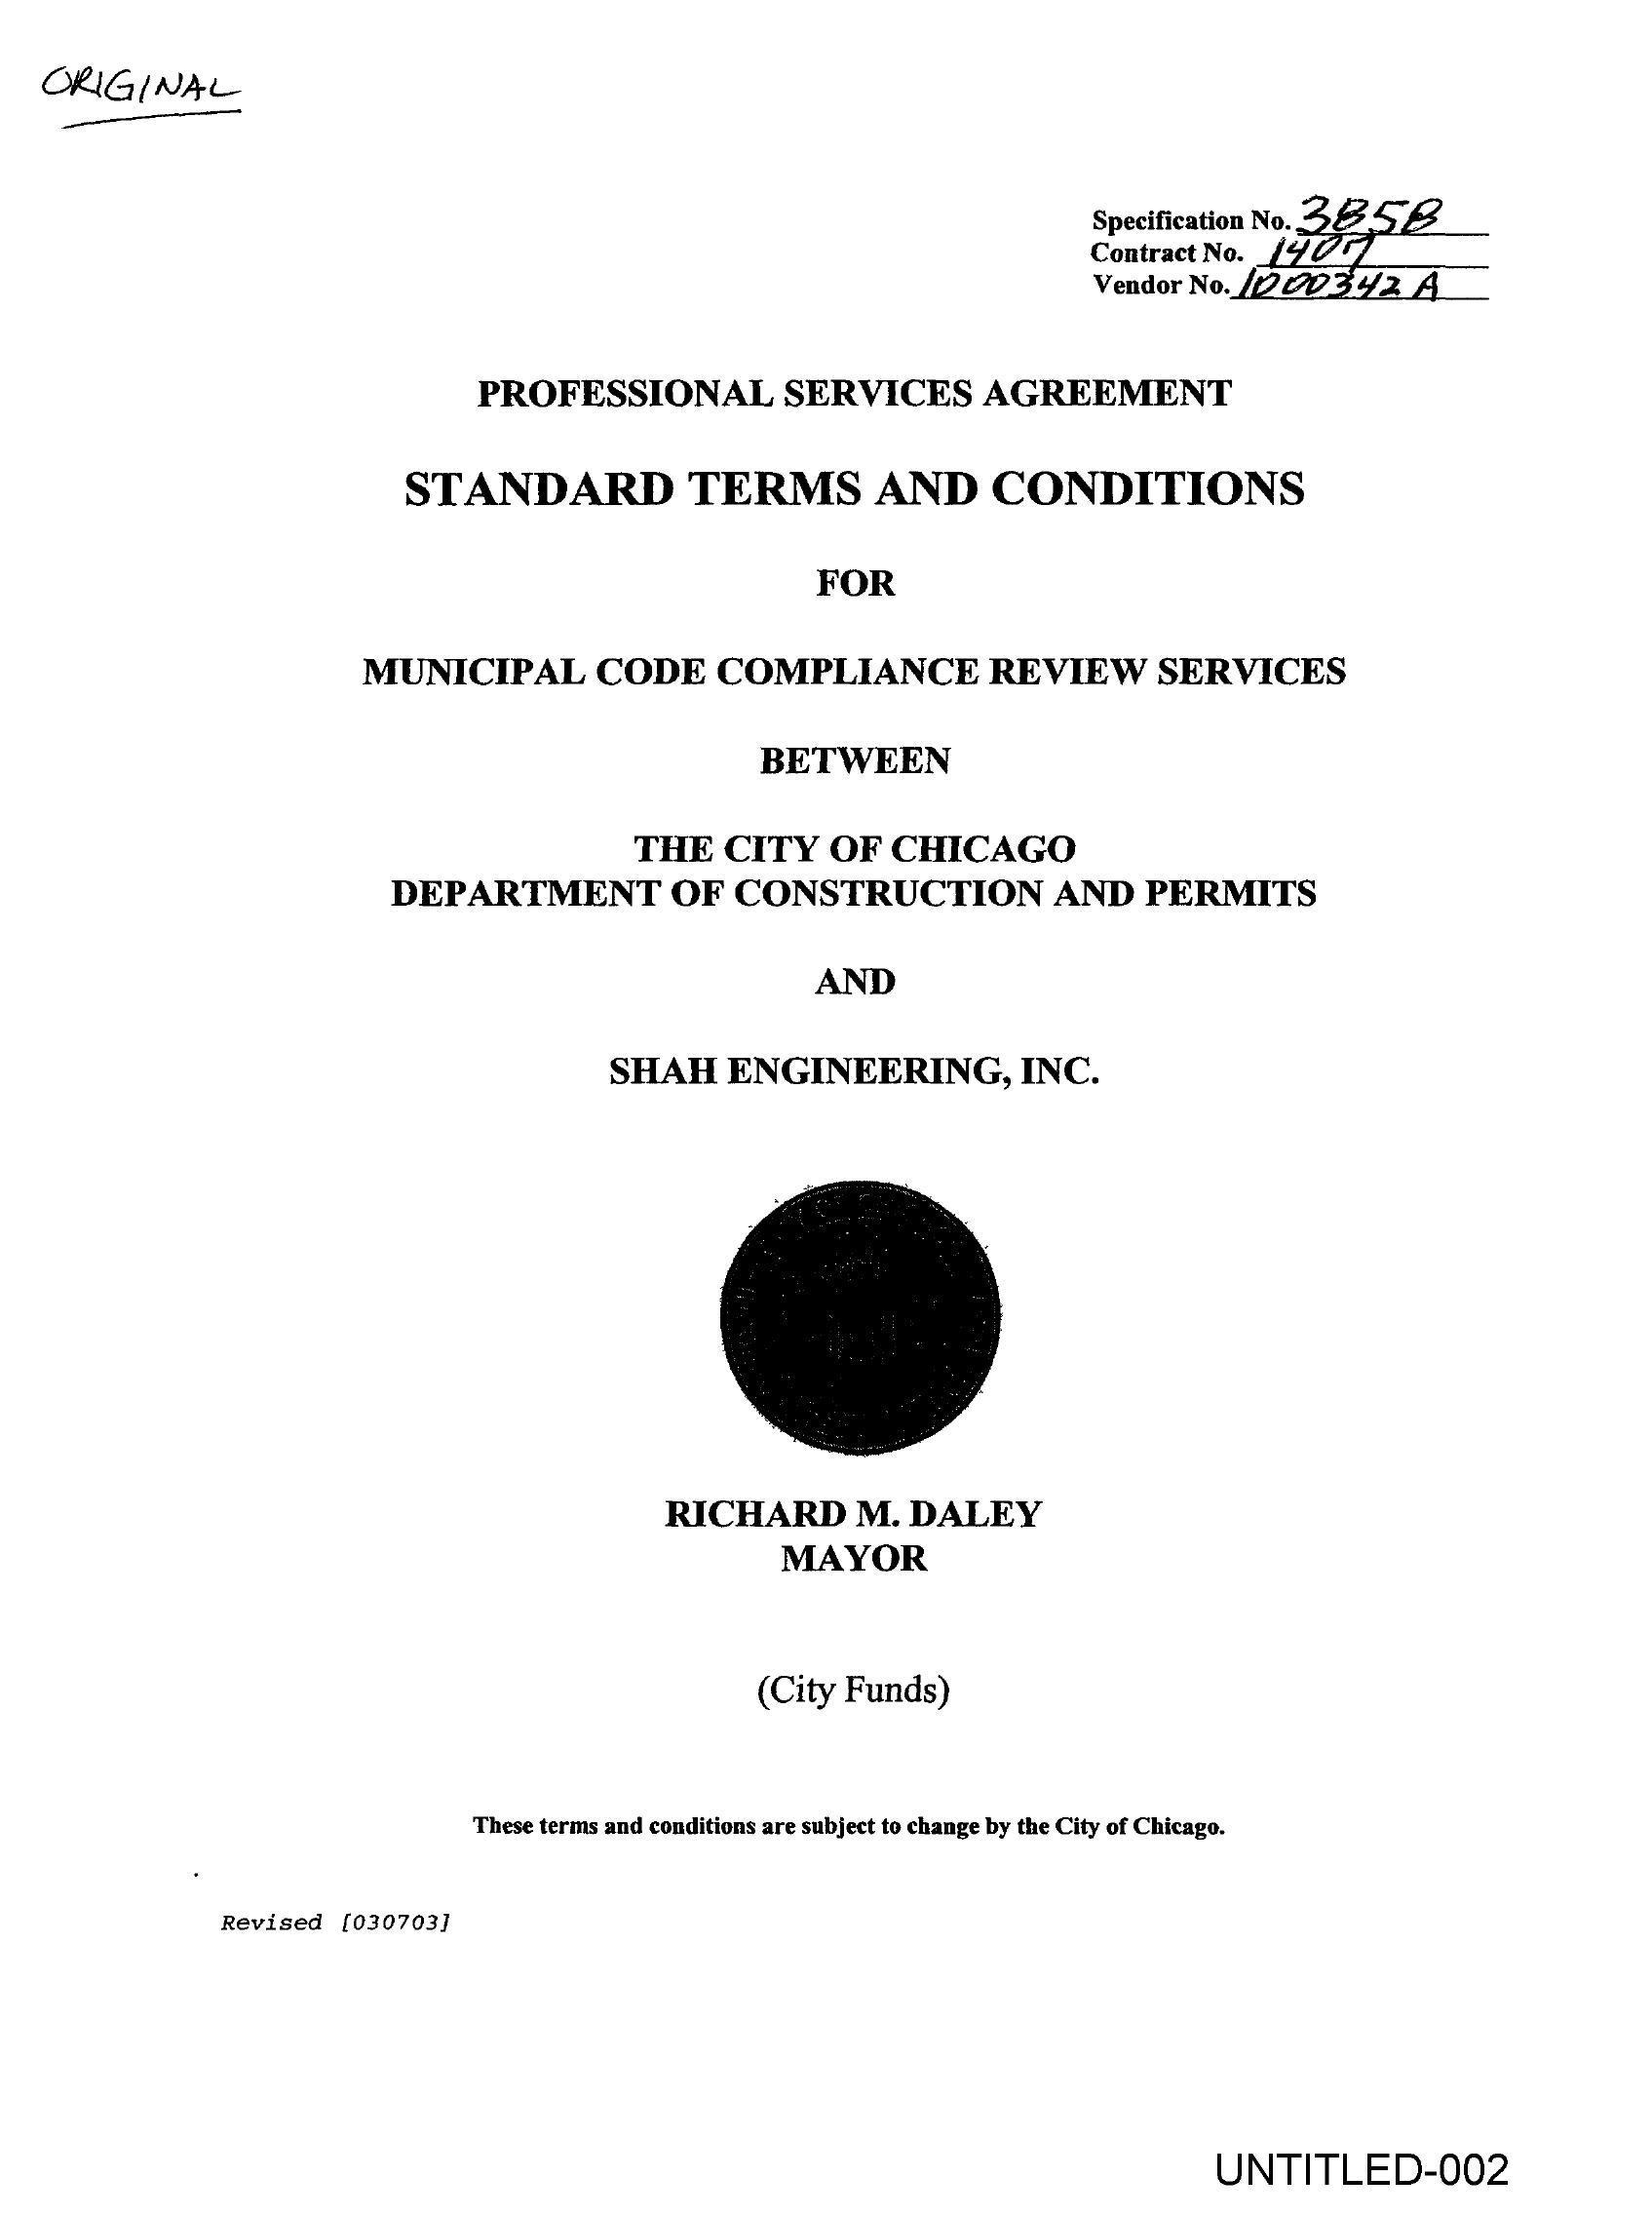 ORIGINAL
Specification No. 3858
Contract No. 1407
Vendor No. 1000342 A
PROFESSIONAL SERVICES AGREEMENT
STANDARD TERMS AND CONDITIONS
FOR
MUNICIPAL CODE COMPLIANCE REVIEW SERVICES
BETWEEN
THE CITY OF CHICAGO
DEPARTMENT OF CONSTRUCTION AND PERMITS
AND
SHAH ENGINEERING, INC.
RICHARD M. DALEY
MAYOR
(City Funds)
These terms and conditions are subject to change by the City of Chicago.
Revised [030703]
UNTITLED-002